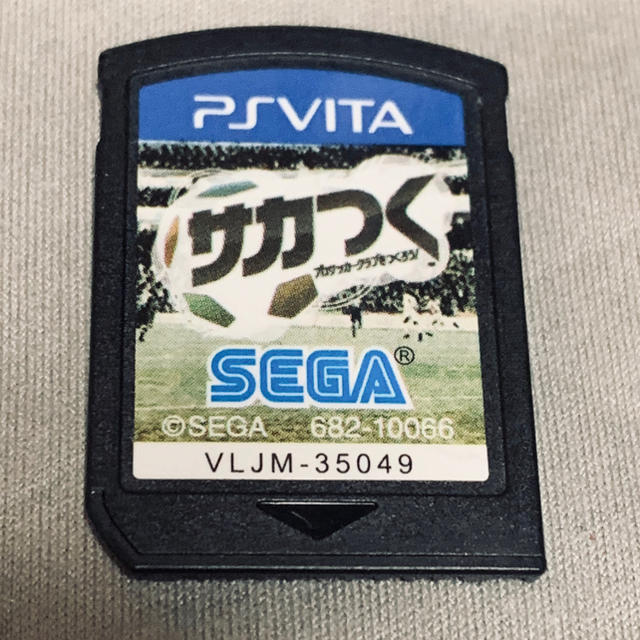 PSVITA
サカつく
プロサッカークラブをつくろう!
SEGA®
©SEGA 682-10066
VLJM-35049